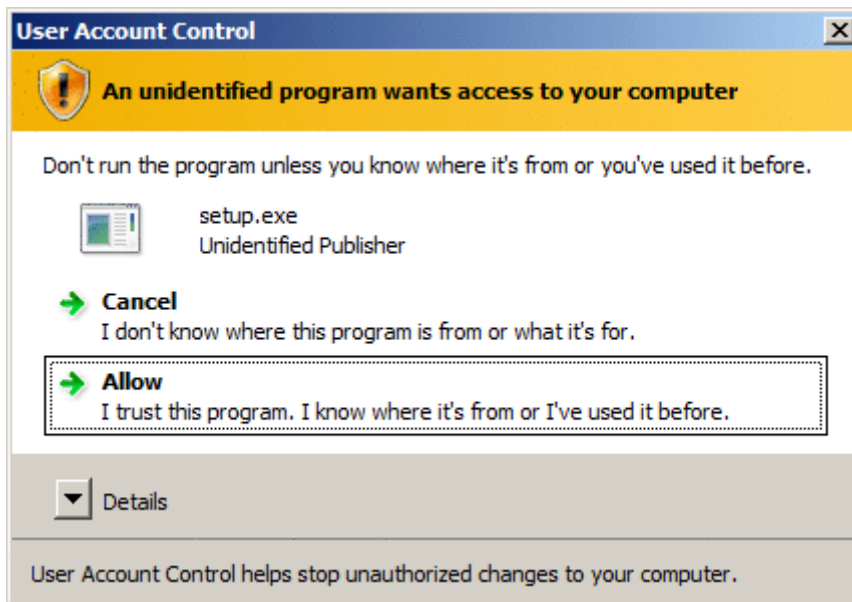 User Account Control
An unidentified program wants access to your computer
Don't run the program unless you know where it's from or you've used it before.
setup.exe
Unidentified Publisher
Cancel
I don't know where this program is from or what it's for.
Allow
I trust this program. I know where it's from or I've used it before.
Details
User Account Control helps stop unauthorized changes to your computer.